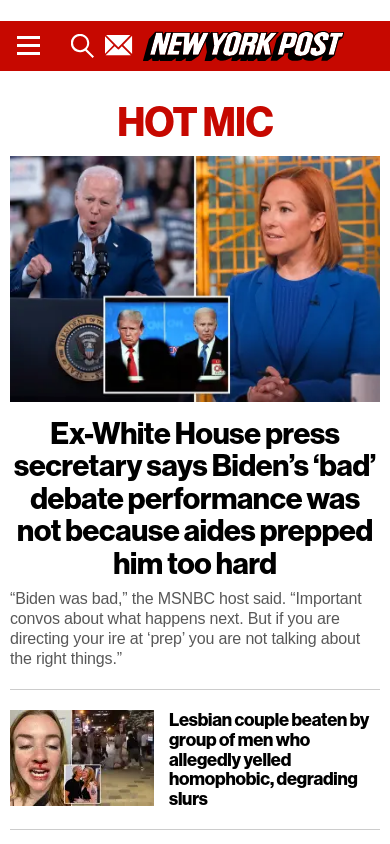 NEW YORK POST
HOT MIC
Ex-White House press
secretary says Biden’s ‘bad’
debate performance was
not because aides prepped
him too hard
“Biden was bad,” the MSNBC host said. “Important
convos about what happens next. But if you are
directing your ire at ‘prep’ you are not talking about
the right things.”
Lesbian couple beaten by
group of men who
allegedly yelled
homophobic, degrading
slurs